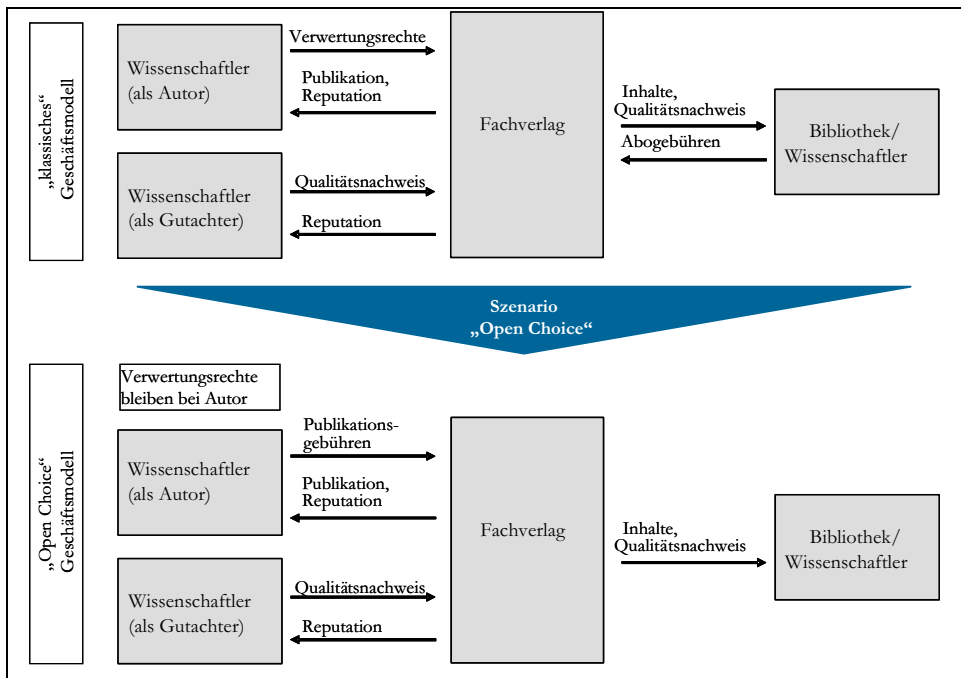 „klassisches“
Geschäftsmodell
Wissenschaftler
(als Autor)
Verwertungsrechte
Publikation,
Reputation
Wissenschaftler
(als Gutachter)
Qualitätsnachweis
Reputation
Fachverlag
Inhalte,
Qualitätsnachweis
Abogebühren
Bibliothek/
Wissenschaftler
Szenario
„Open Choice“
„Open Choice“
Geschäftsmodell
Verwertungsrechte
bleiben bei Autor
Wissenschaftler
(als Autor)
Publikations-
gebühren
Publikation,
Reputation
Wissenschaftler
(als Gutachter)
Qualitätsnachweis
Reputation
Fachverlag
Inhalte,
Qualitätsnachweis
Bibliothek/
Wissenschaftler